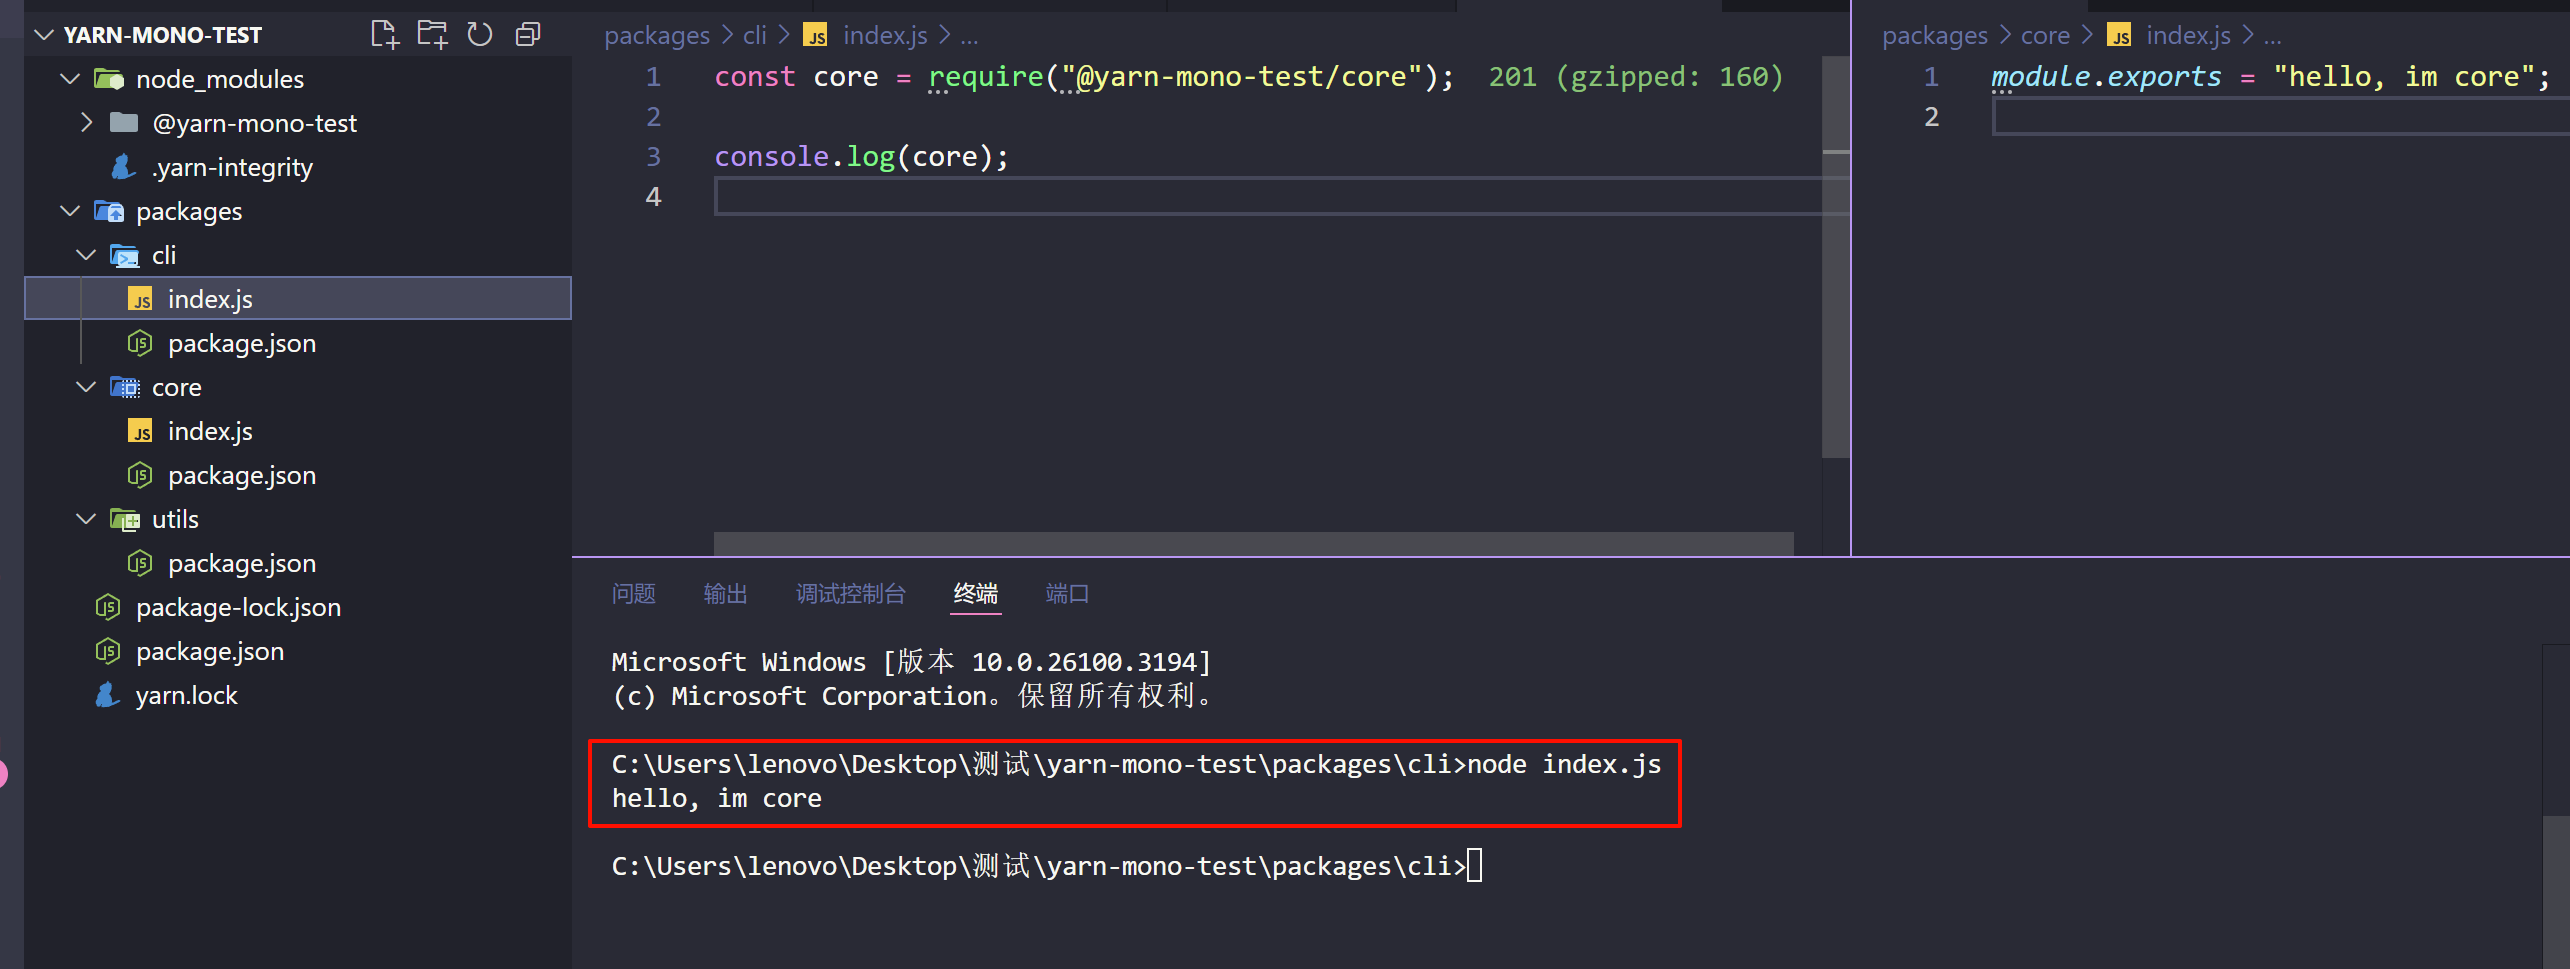 YARN-MONO-TEST
node_modules
@yarn-mono-test
.yarn-integrity
packages
cli
index.js
package.json
core
index.js
package.json
utils
package.json
package-lock.json
package.json
yarn.lock
packages > cli > JS index.js > ...
1 const core = require("@yarn-mono-test/core"); 201 (gzipped: 160)
2
3 console.log(core);
4
packages > core > JS index.js > ...
1 module.exports = "hello, im core";
2
问题 输出 调试控制台 终端 端口
Microsoft Windows [版本 10.0.26100.3194]
(c) Microsoft Corporation。保留所有权利。
C:\Users\lenovo\Desktop\测试\yarn-mono-test\packages\cli>node index.js
hello, im core
C:\Users\lenovo\Desktop\测试\yarn-mono-test\packages\cli>